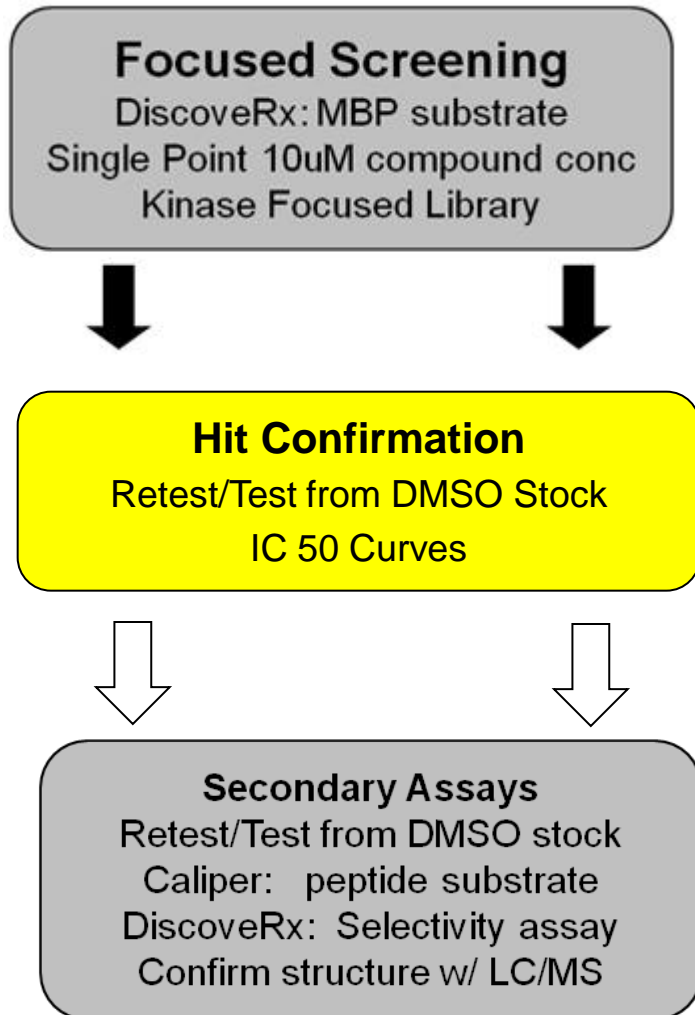 Focused Screening
DiscoveRx: MBP substrate
Single Point 10uM compound conc
Kinase Focused Library
Hit Confirmation
Retest/Test from DMSO Stock
IC 50 Curves
Secondary Assays
Retest/Test from DMSO stock
Caliper: peptide substrate
DiscoveRx: Selectivity assay
Confirm structure w/ LC/MS